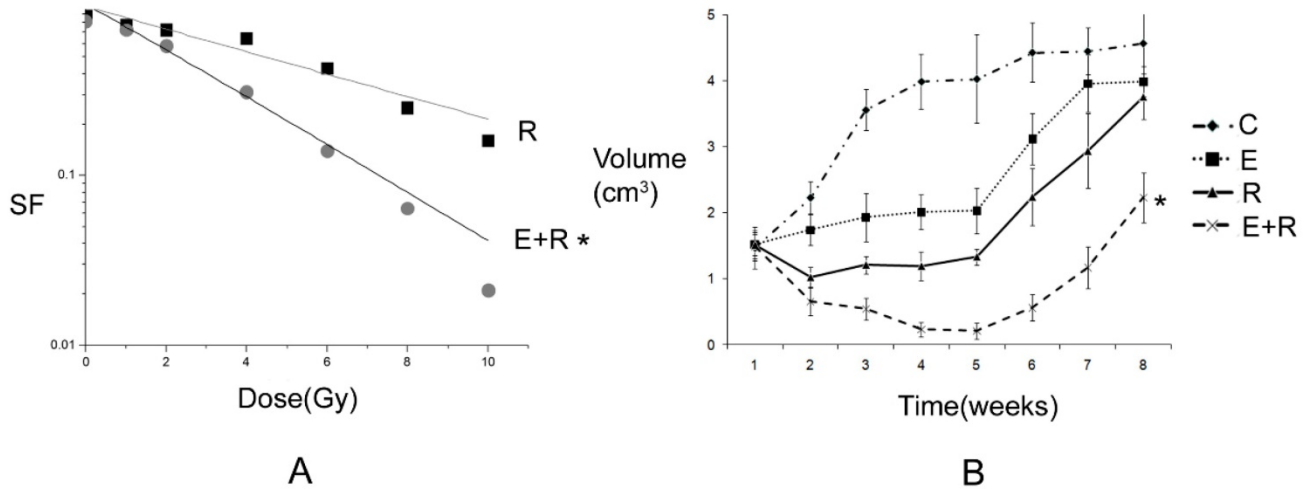 R
0.1
SF
E+R *
0.01
0 2 4 6 8 10
Dose(Gy)
A
5
4
3
2
1
0
Volume
(cm³)
*
1 2 3 4 5 6 7 8
Time(weeks)
C
E
R
E+R
B